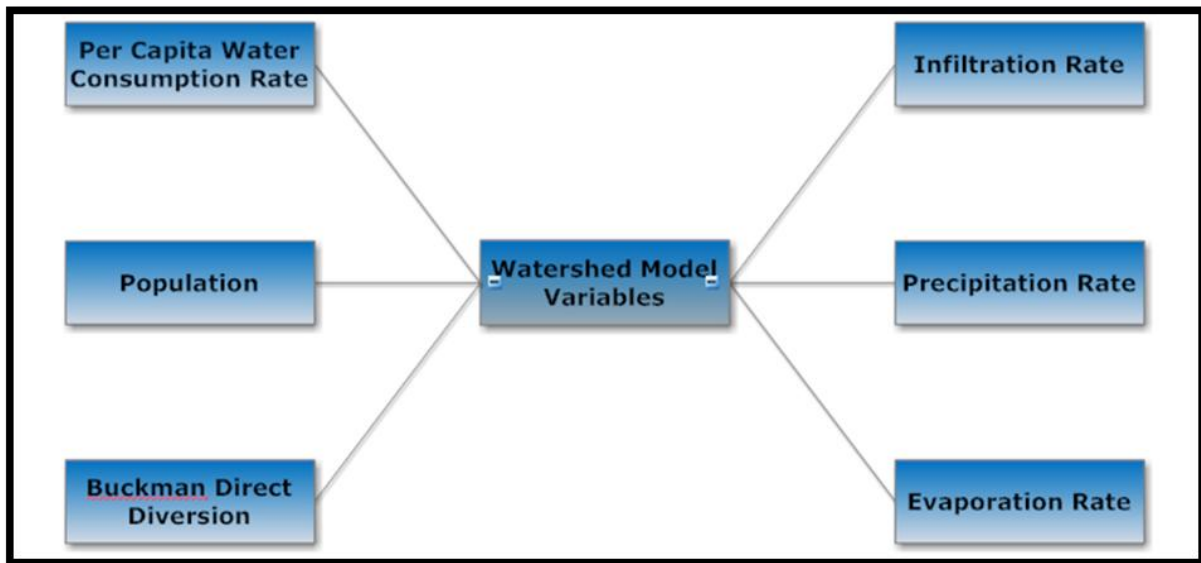 Per Capita Water
Consumption Rate
Infiltration Rate
Population
Watershed Model
Variables
Precipitation Rate
Buckman Direct
Diversion
Evaporation Rate